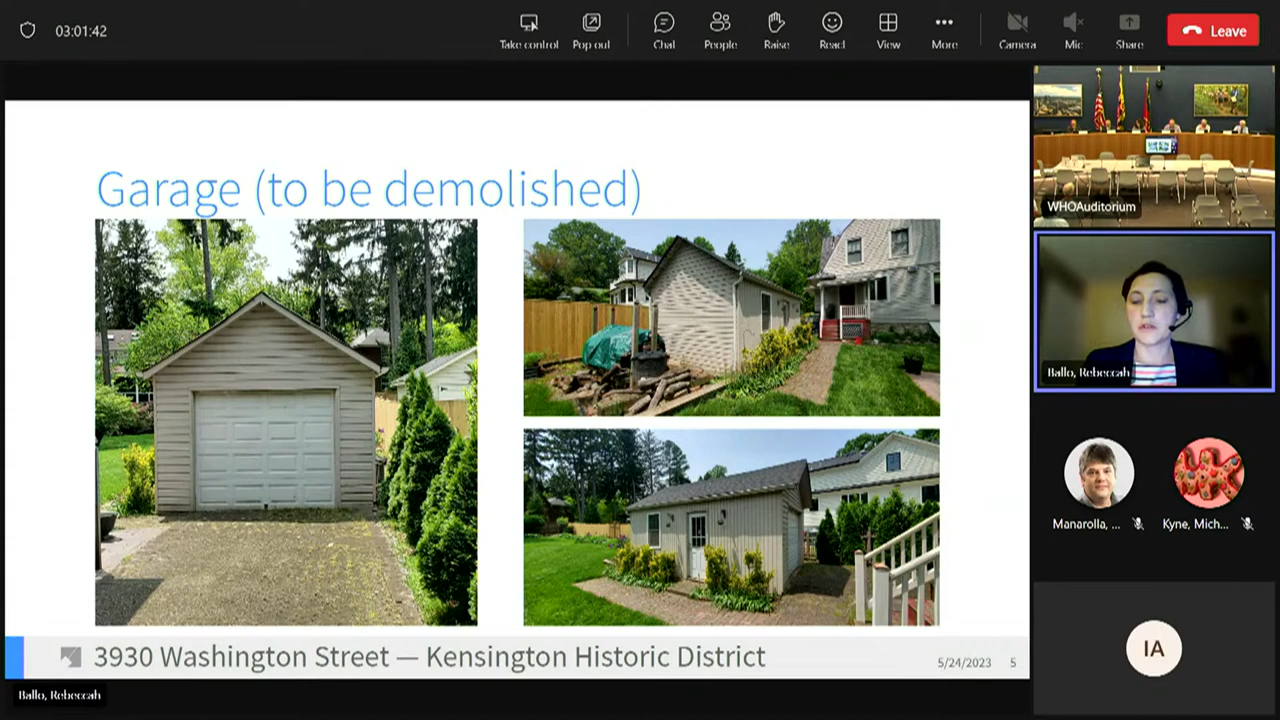 03:01:42
Take control
Pop out
Chat
People
Raise
React
View
More
Camera
Mic
Share
Leave
Garage (to be demolished)
WHOAuditorium
Ballo, Rebeccah
Manarolla, ...
Kyne, Mich...
IA
3930 Washington Street — Kensington Historic District
5/24/2023 5
Ballo, Rebeccah